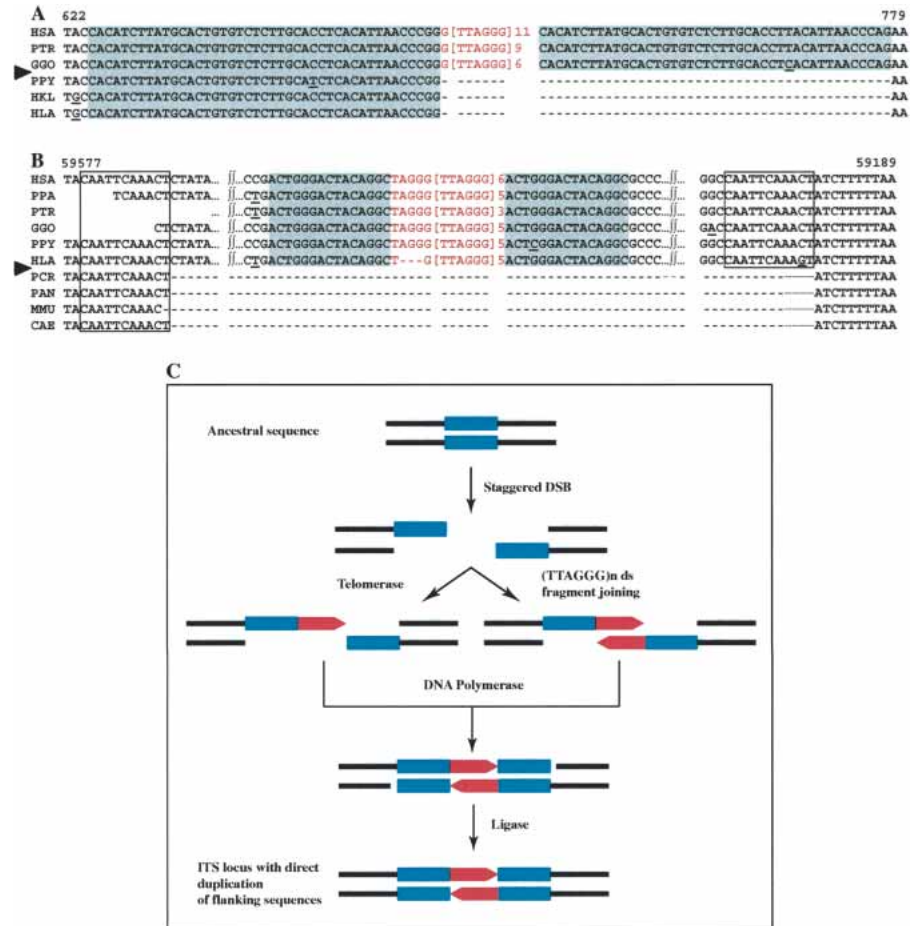 A
622 779
HSA TACCACATCTTATGCACTGTGTCTCTTGCACCTCACATTAACCCGGG[TTAGGG]11 CACATCTTATGCACTGTGTCTCTTGCACCTTACATTAACCCAGAA
PTR TACCACATCTTATGCACTGTGTCTCTTGCACCTCACATTAACCCGGG[TTAGGG]9 CACATCTTATGCACTGTGTCTCTTGCACCTTACATTAACCCAGAA
GGO TACCACATCTTATGCACTGTGTCTCTTGCACCTCACATTAACCCGGG[TTAGGG]6 CACATCTTATGCACTGTGTCTCTTGCACCTCACATTAACCCAGAA
PPY TACCACATCTTATGCACTGTGTCTCTTGCATCTCACATTAACCCGG- ------- ----------------------------------------AA
HKL TGCCACATCTTATGCACTGTGTCTCTTGCACCTCACATTAACCCGG- ------- ----------------------------------------AA
HLA TGCCACATCTTATGCACTGTGTCTCTTGCACCTCACATTAACCCGG- ------- ----------------------------------------AA
B
59577 59189
HSA TACAATTCAAACTCTATA… ∬…CCGACTGGGACTACAGGCTAGGG[TTAGGG]6ACTGGGACTACAGGCGCCC…∬… GGCCAATTCAAACTATCTTTTTAA
PPA TCAAACTCTATA… ∬…CTGACTGGGACTACAGGCTAGGG[TTAGGG]5ACTGGGACTACAGGCGCCC…∬… GGCCAATTCAAACTATCTTTTTAA
PTR … ∬…CTGACTGGGACTACAGGCTAGGG[TTAGGG]3ACTGGGACTACAGGCGCCC…∬… GGCCAATTCAAACTATCTTTTTAA
GGO CTCTATA… ∬…CCGACTGGGACTACAGGCTAGGG[TTAGGG]5ACTGGGACTACAGGCGCCC…∬… GACCAATTCAAACTATCTTTTTAA
PPY TACAATTCAAACTCTATA… ∬…CCGACTGGGACTACAGGCTAGGG[TTAGGG]5ACTCGGACTACAGGCGCCC…∬… GGCCAATTCAAACTATCTTTTTAA
HLA TACAATTCAAACTCTATA… ∬…CTGACTGGGACTACAGGCT---G[TTAGGG]5ACTGGGACTACAGGCGCCC…∬… GGCCAATTCAAAGTATCTTTTTAA
PCR TACAATTCAAACT------ ATCTTTTTAA
PAN TACAATTCAAACT------ ATCTTTTTAA
MMU TACAATTCAAAC- ------ ATCTTTTTAA
CAE TACAATTCAAACT------ ATCTTTTTAA
C
Ancestral sequence
Staggered DSB
Telomerase
(TTAGGG)n ds
fragment joining
DNA Polymerase
Ligase
ITS locus with direct
duplication
of flanking sequences